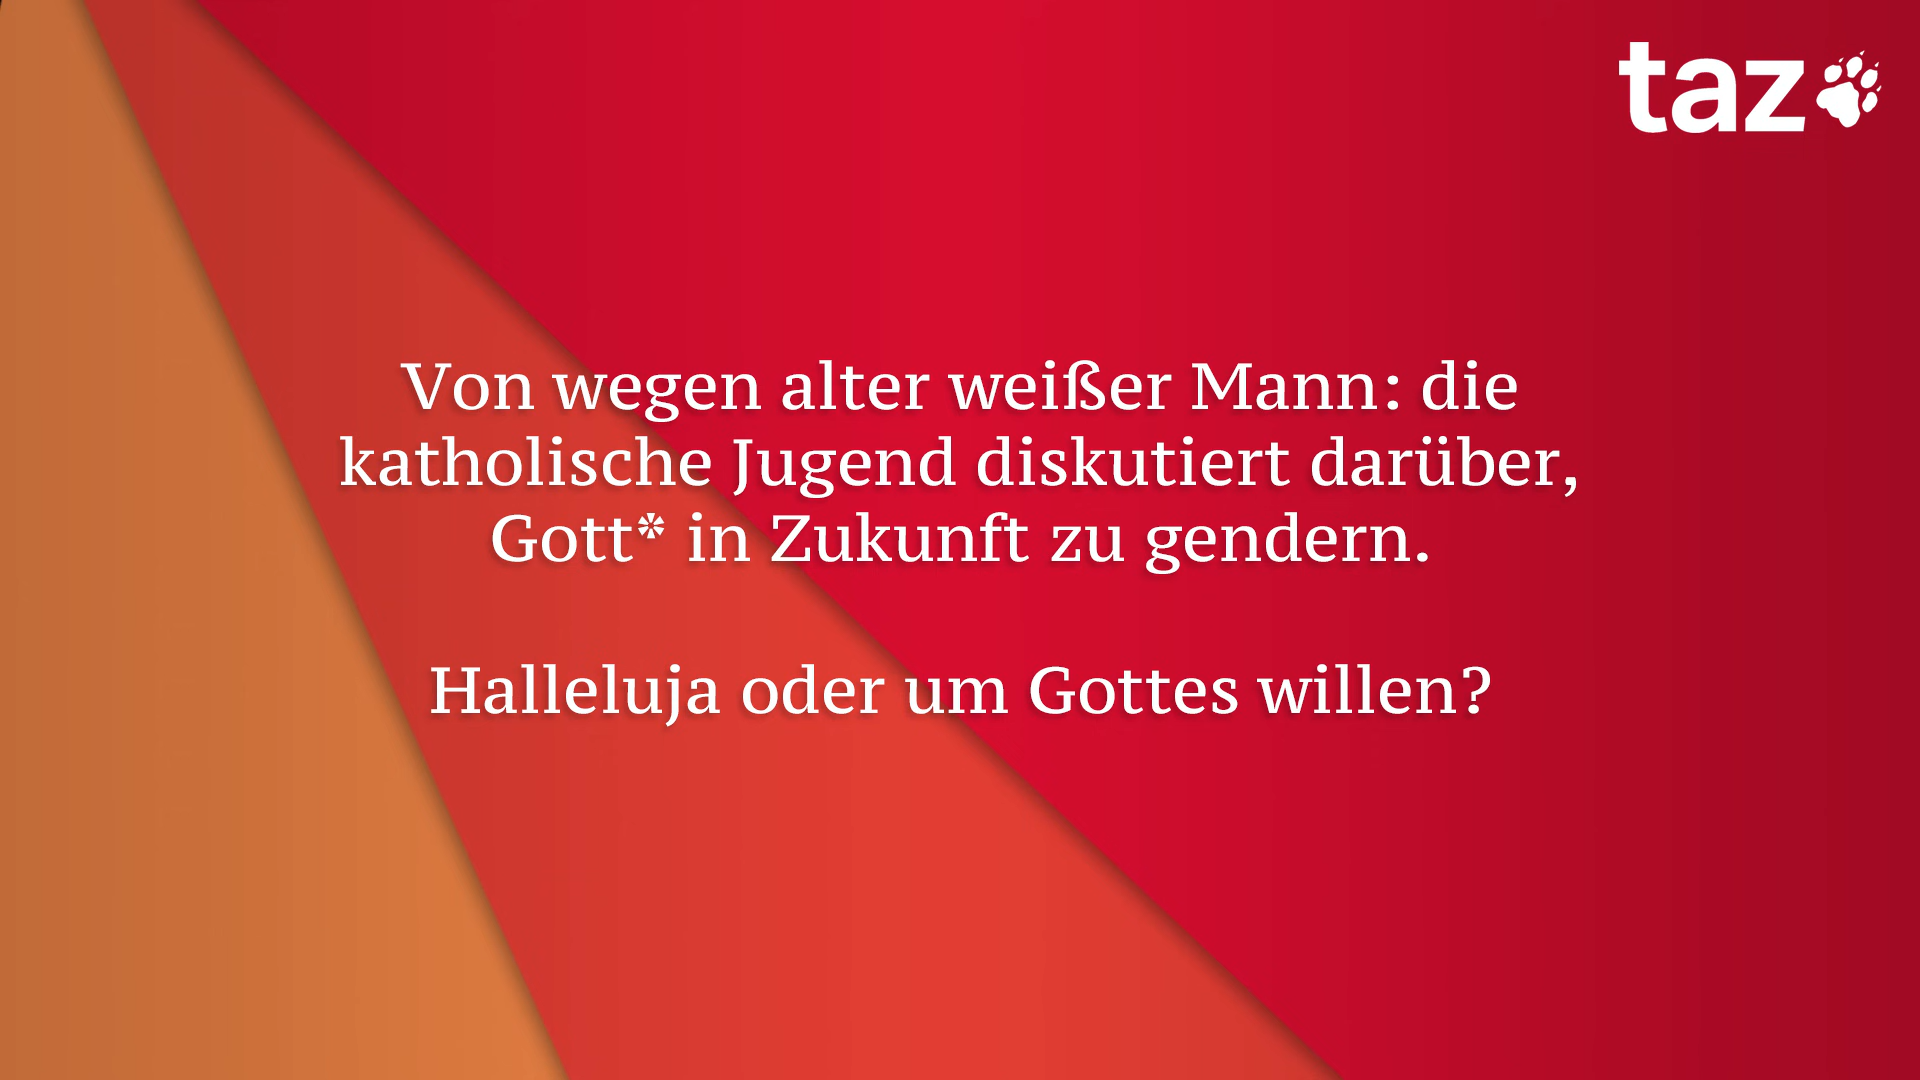 taz
Von wegen alter weißer Mann: die
katholische Jugend diskutiert darüber,
Gott* in Zukunft zu gendern.
Halleluja oder um Gottes willen?